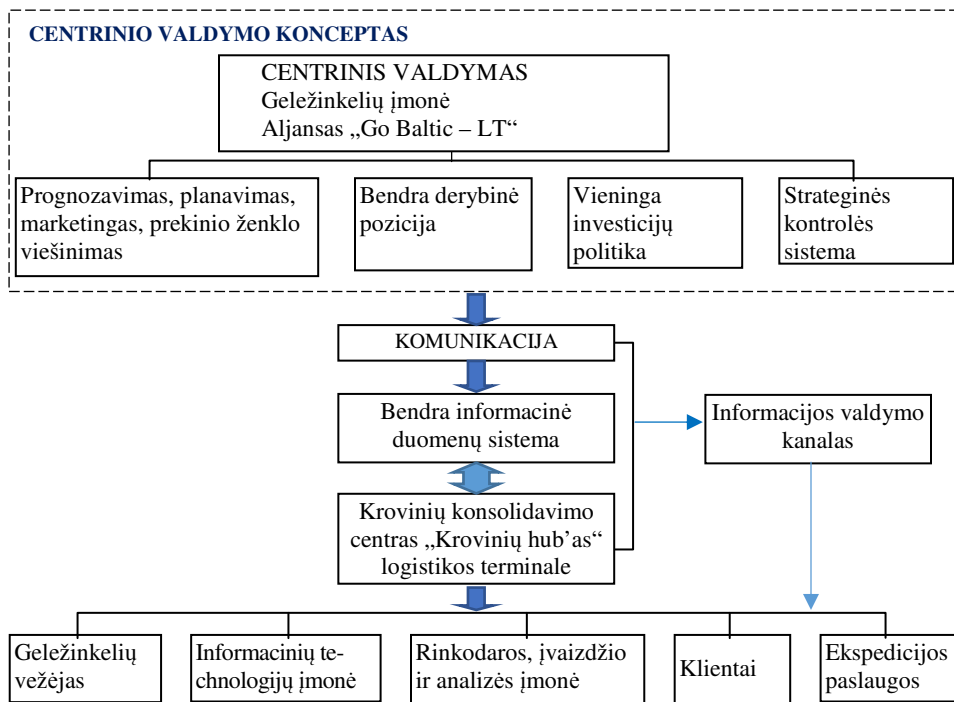 CENTRINIO VALDYMO KONCEPTAS
CENTRINIS VALDYMAS
Geležinkelių įmonė
Aljansas „Go Baltic – LT“
Prognozavimas, planavimas,
marketingas, prekinio ženklo
viešinimas
Bendra derybinė
pozicija
Vieninga
investicijų
politika
Strateginės
kontrolės
sistema
KOMUNIKACIJA
Bendra informacinė
duomenų sistema
Informacijos valdymo
kanalas
Krovinių konsolidavimo
centras „Krovinių hub’as“
logistikos terminale
Geležinkelių
vežėjas
Informacinių te-
chnologijų įmonė
Rinkodaros, įvaizdžio
ir analizės įmonė
Klientai
Ekspedicijos
paslaugos